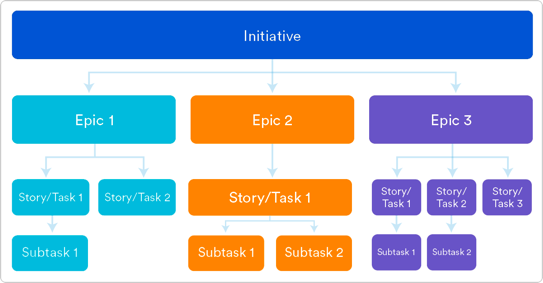 Initiative
Epic 1
Epic 2
Epic 3
Story/Task 1
Story/Task 2
Story/Task 1
Story/
Task 1
Story/
Task 2
Story/
Task 3
Subtask 1
Subtask 1
Subtask 2
Subtask 1
Subtask 2